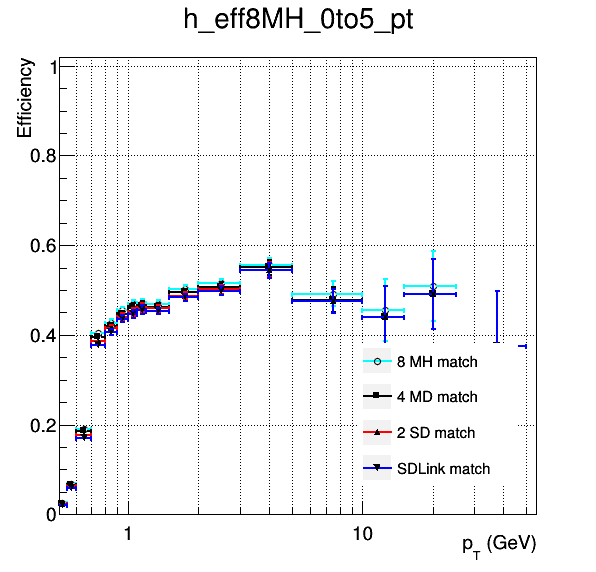 h_eff8MH_0to5_pt
Efficiency
1
0.8
0.6
0.4
0.2
0
8 MH match
4 MD match
2 SD match
SDLink match
1
10
p_T (GeV)